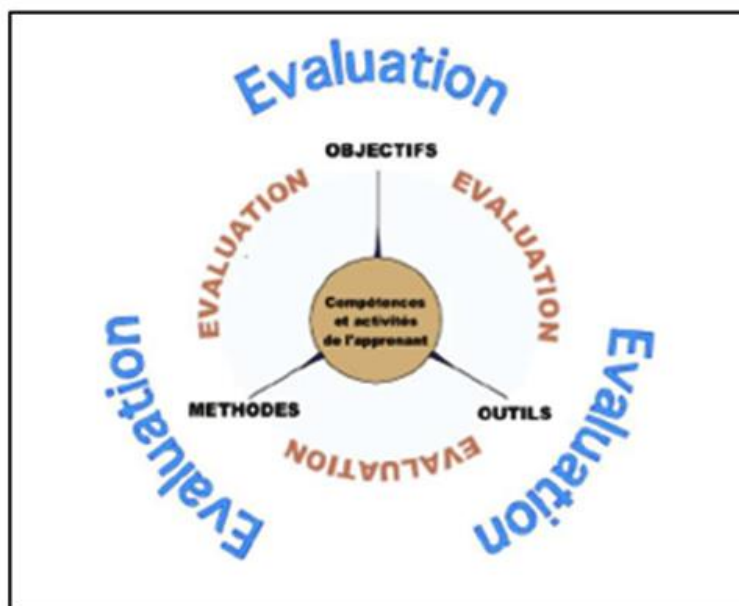 Evaluation
OBJECTIFS
EVALUATION
EVALUATION
Compétences
et activités
de l'apprenant
METHODES
OUTILS
EVALUATION
Evaluation
Evaluation